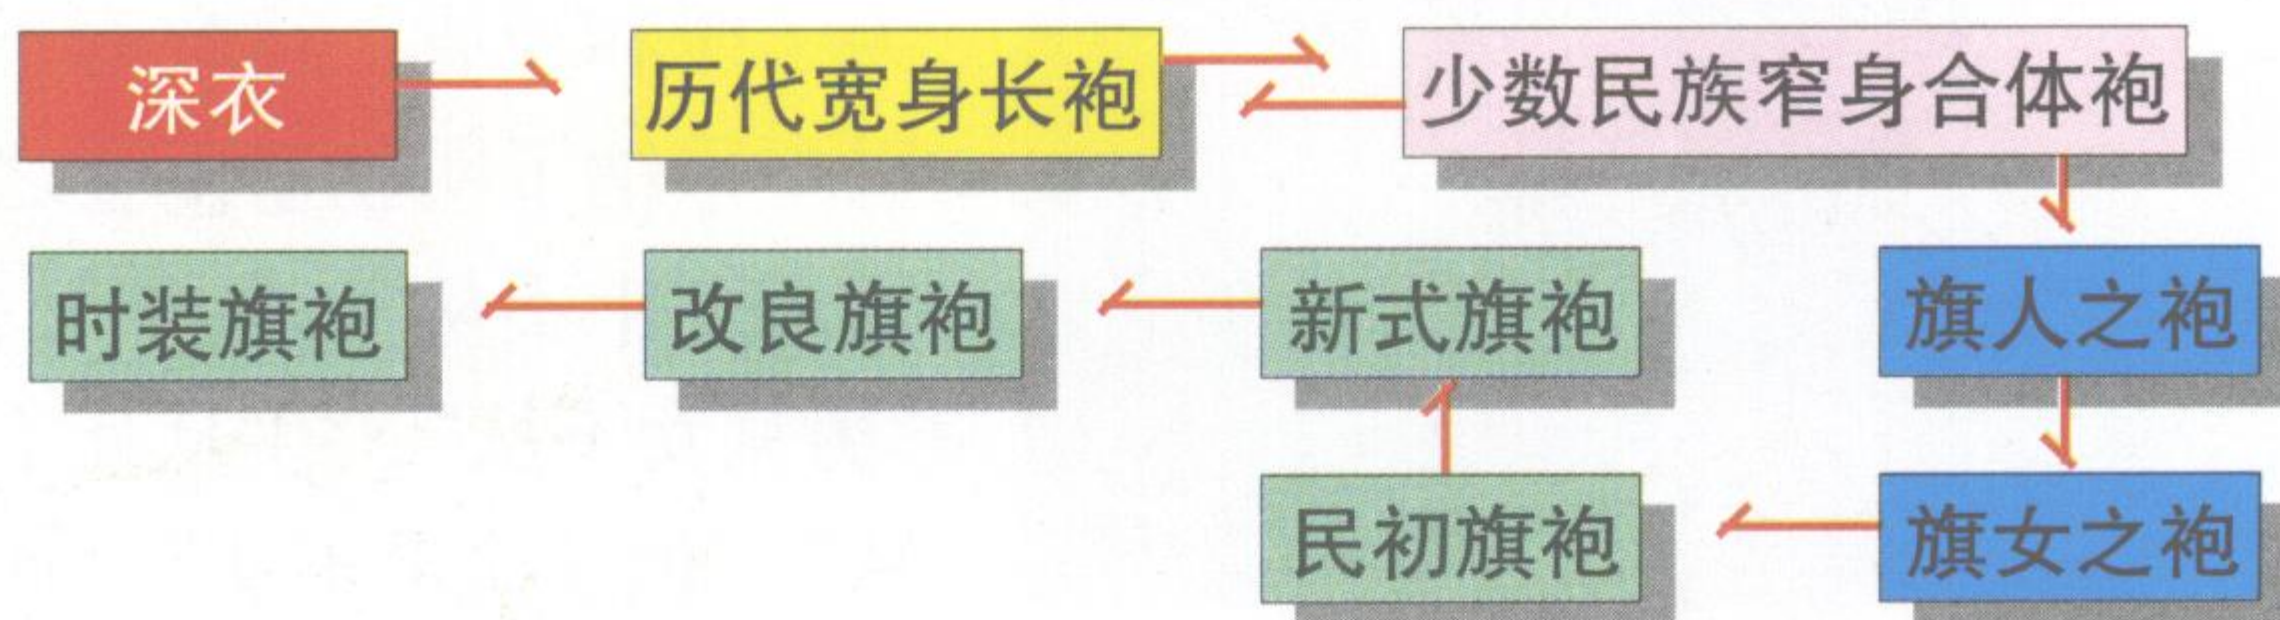 深衣
历代宽身长袍
少数民族窄身合体袍
时装旗袍
改良旗袍
新式旗袍
旗人之袍
民初旗袍
旗女之袍